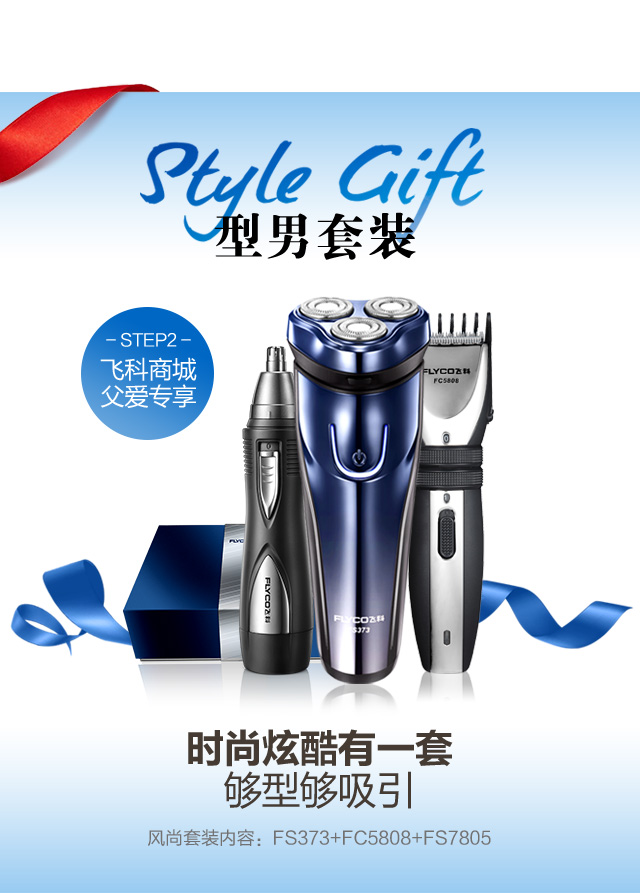 Style Gift
型男套装
STEP2
飞科商城
父爱专享
FLYCO飞科
FC5808
FLYCO
FLYCO飞科
FLYCO飞科
FS373
时尚炫酷有一套
够型够吸引
风尚套装内容：FS373+FC5808+FS7805